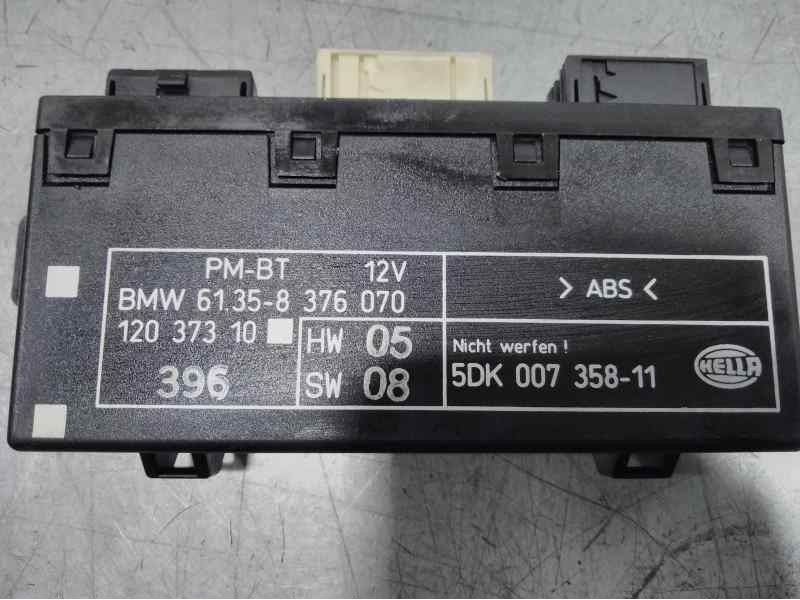 PM-BT 12V
BMW 61.35-8 376 070
120 373 10
HW 05
396
SW 08
> ABS <
Nicht werfen !
5DK 007 358-11
HELLA